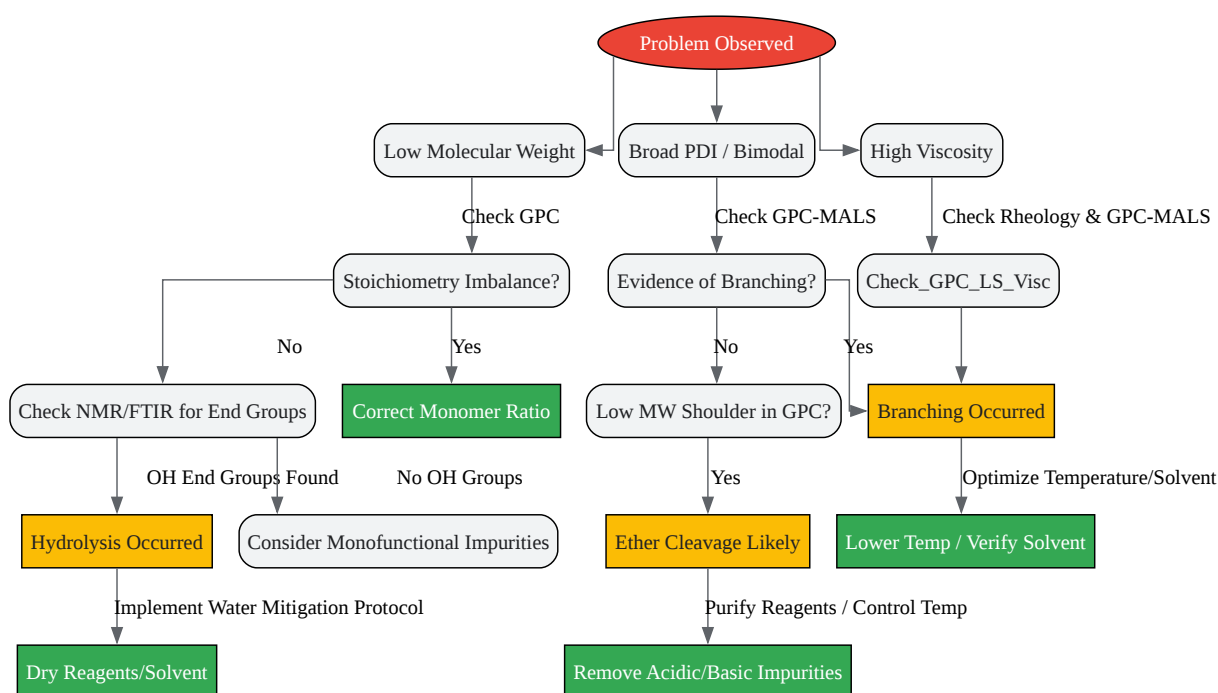 Problem Observed
Low Molecular Weight
Broad PDI / Bimodal
High Viscosity
Check GPC
Check GPC-MALS
Check Rheology & GPC-MALS
Stoichiometry Imbalance?
Evidence of Branching?
Check_GPC_LS_Visc
No
Yes
No
Yes
Check NMR/FTIR for End Groups
Correct Monomer Ratio
Low MW Shoulder in GPC?
Branching Occurred
OH End Groups Found
No OH Groups
Yes
Optimize Temperature/Solvent
Hydrolysis Occurred
Consider Monofunctional Impurities
Ether Cleavage Likely
Lower Temp / Verify Solvent
Implement Water Mitigation Protocol
Purify Reagents / Control Temp
Dry Reagents/Solvent
Remove Acidic/Basic Impurities